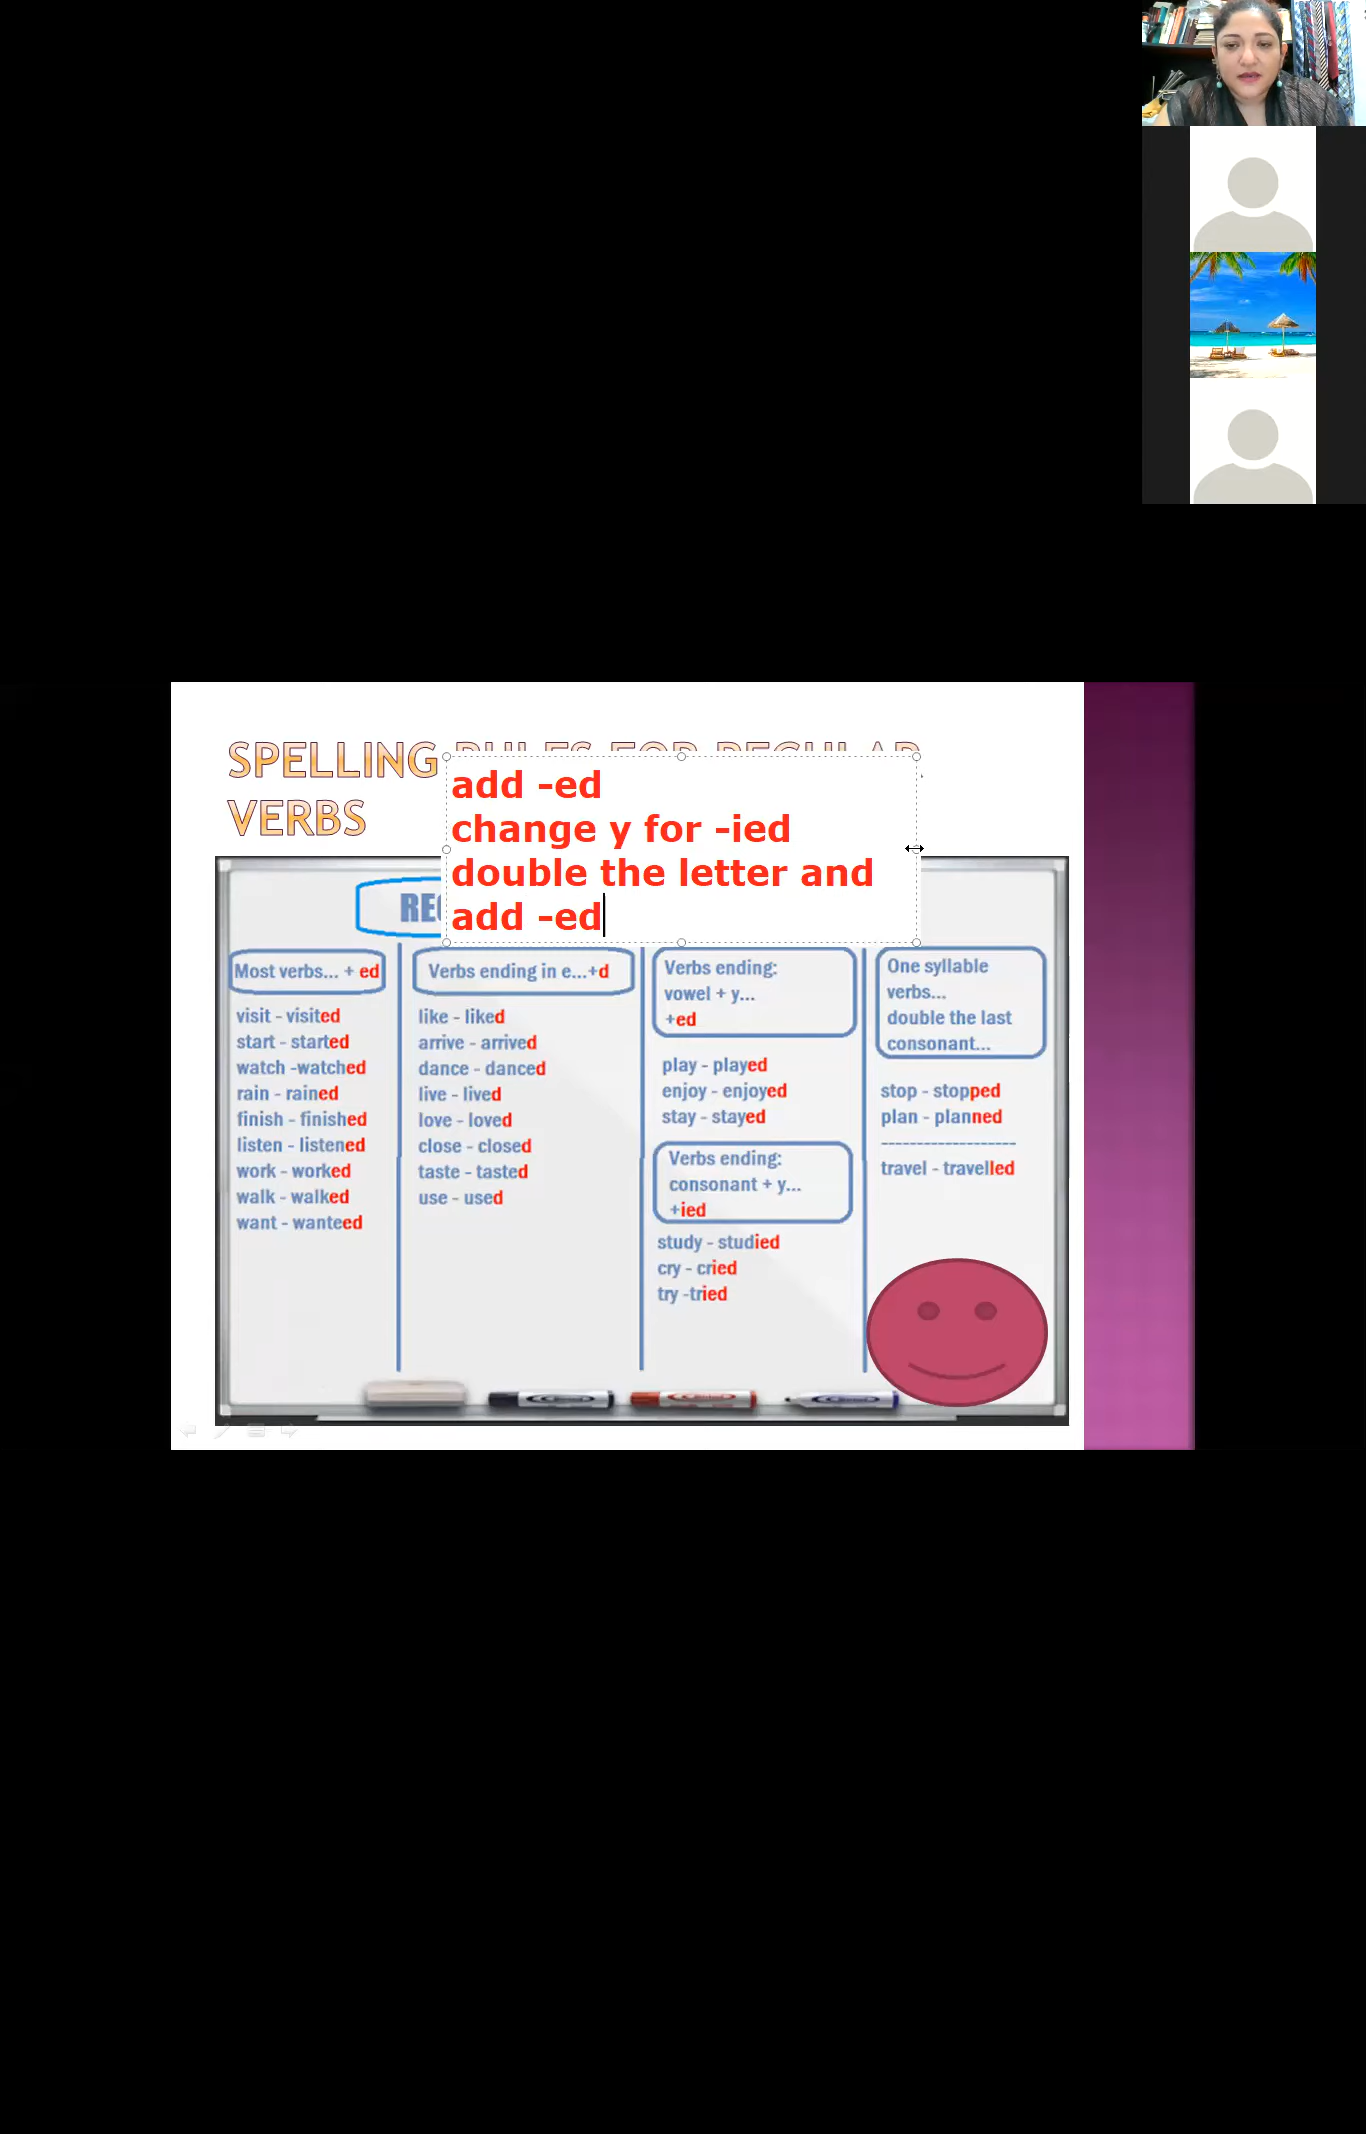 SPELLING RULES FOR REGULAR
VERBS
add -ed
change y for -ied
double the letter and
add -ed
Most verbs... + ed
visit - visited
start - started
watch -watched
rain - rained
finish - finished
listen - listened
work - worked
walk - walked
want - wanteed
Verbs ending in e...+d
like - liked
arrive - arrived
dance - danced
live - lived
love - loved
close - closed
taste - tasted
use - used
Verbs ending:
vowel + y...
+ed
play - played
enjoy - enjoyed
stay - stayed
Verbs ending:
consonant + y...
+ied
study - studied
cry - cried
try -tried
One syllable
verbs...
double the last
consonant...
stop - stopped
plan - planned
--------------------
travel - travelled